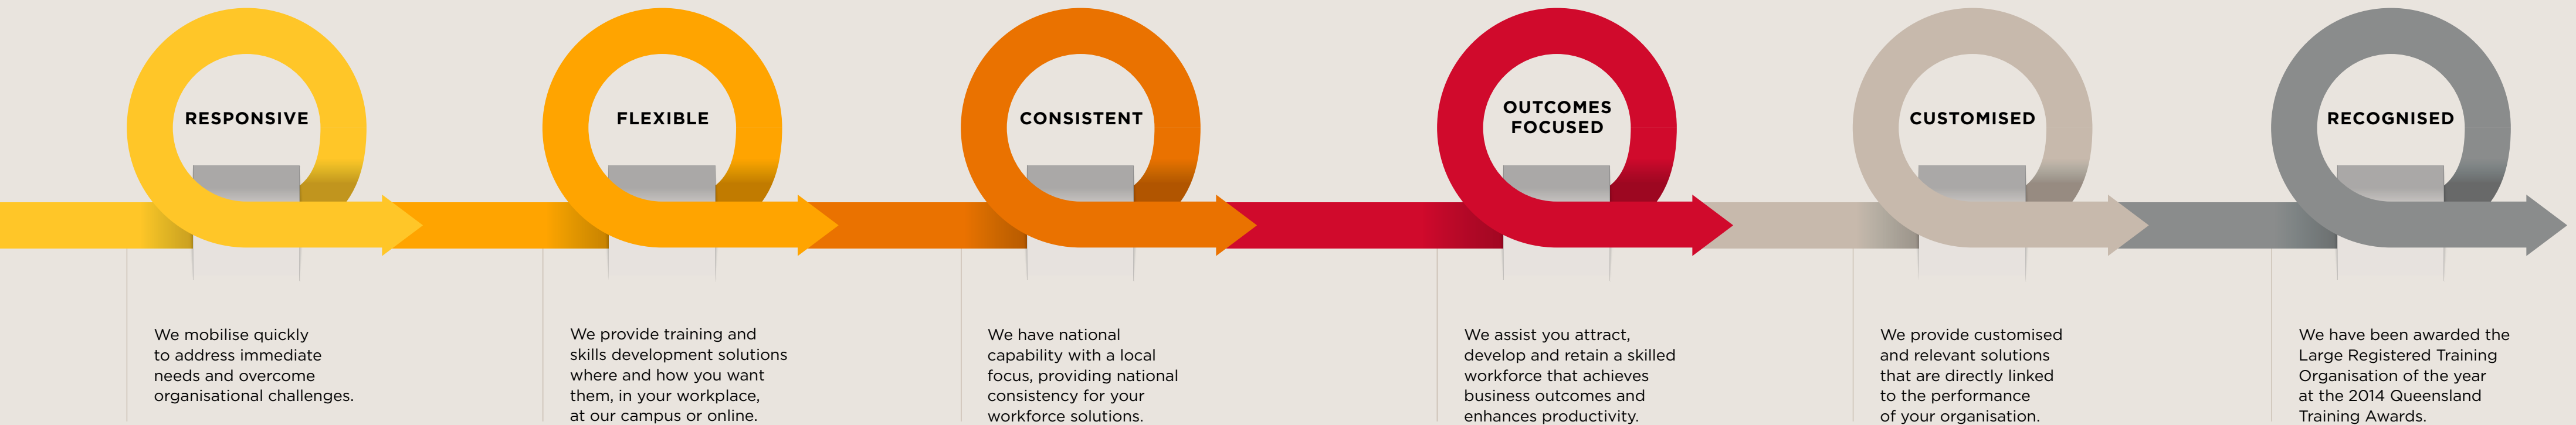 RESPONSIVE
We mobilise quickly
to address immediate
needs and overcome
organisational challenges.
FLEXIBLE
We provide training and
skills development solutions
where and how you want
them, in your workplace,
at our campus or online.
CONSISTENT
We have national
capability with a local
focus, providing national
consistency for your
workforce solutions.
OUTCOMES
FOCUSED
We assist you attract,
develop and retain a skilled
workforce that achieves
business outcomes and
enhances productivity.
CUSTOMISED
We provide customised
and relevant solutions
that are directly linked
to the performance
of your organisation.
RECOGNISED
We have been awarded the
Large Registered Training
Organisation of the year
at the 2014 Queensland
Training Awards.